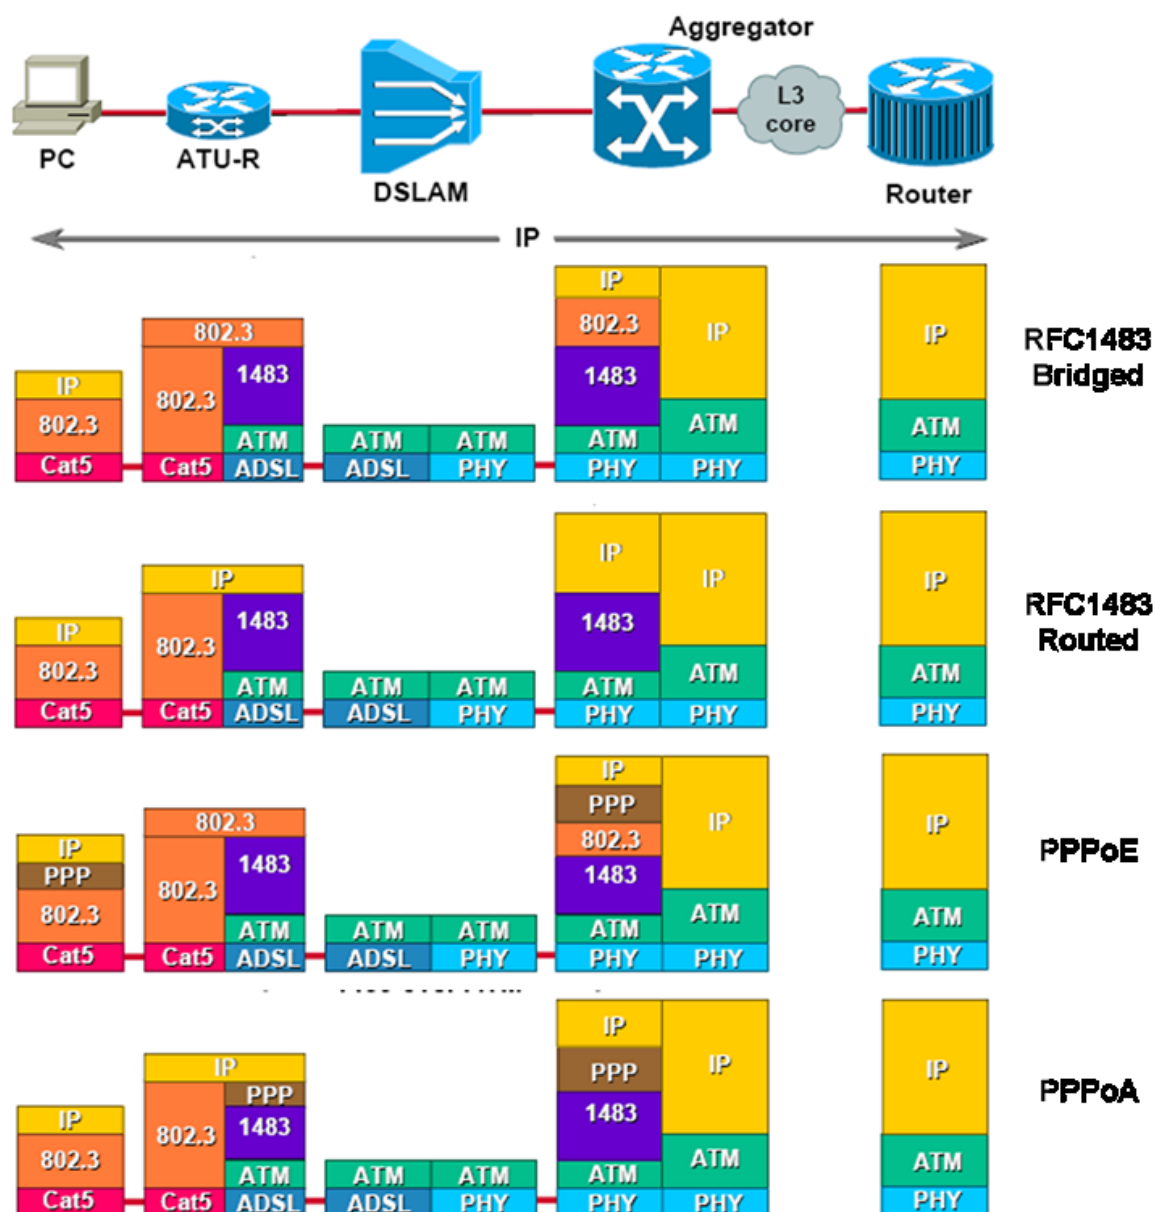 Aggregator
L3
core
PC
ATU-R
DSLAM
Router
IP
IP
802.3
Cat5
802.3
802.3
1483
ATM
Cat5
ADSL
ATM
ATM
ADSL
PHY
IP
802.3
1483
ATM
PHY
IP
ATM
PHY
IP
ATM
PHY
RFC1483
Bridged
IP
802.3
Cat5
IP
802.3
1483
ATM
Cat5
ADSL
ATM
ATM
ADSL
PHY
IP
1483
ATM
PHY
IP
ATM
PHY
IP
ATM
PHY
RFC1483
Routed
IP
PPP
802.3
Cat5
802.3
802.3
1483
ATM
Cat5
ADSL
ATM
ATM
ADSL
PHY
IP
PPP
802.3
1483
ATM
PHY
IP
ATM
PHY
IP
ATM
PHY
PPPoE
IP
802.3
Cat5
IP
802.3
PPP
1483
ATM
Cat5
ADSL
ATM
ATM
ADSL
PHY
IP
PPP
1483
ATM
PHY
IP
ATM
PHY
IP
ATM
PHY
PPPoA